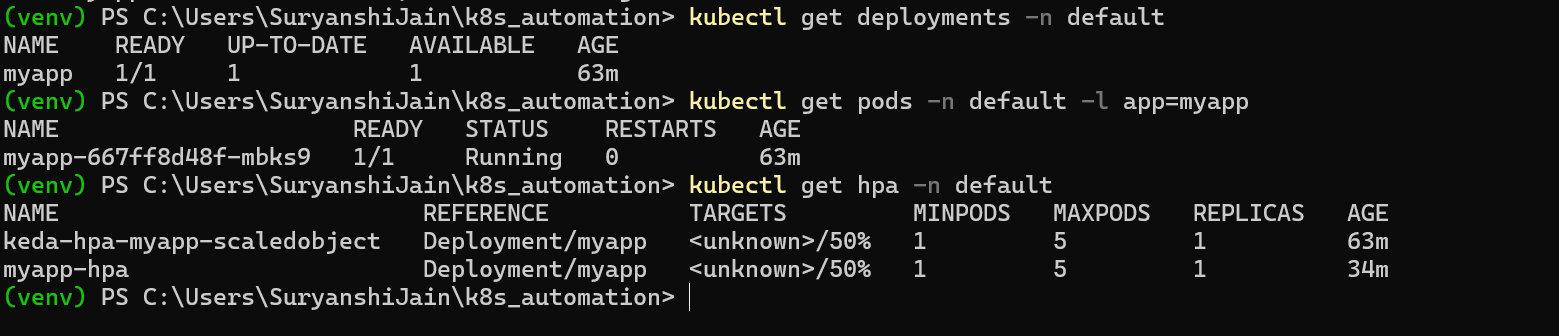 (venv) PS C:\Users\SuryanshiJain\k8s_automation> kubectl get deployments -n default
NAME    READY   UP-TO-DATE   AVAILABLE   AGE
myapp   1/1     1            1           63m
(venv) PS C:\Users\SuryanshiJain\k8s_automation> kubectl get pods -n default -l app=myapp
NAME                     READY   STATUS    RESTARTS   AGE
myapp-667ff8d48f-mbks9   1/1     Running   0          63m
(venv) PS C:\Users\SuryanshiJain\k8s_automation> kubectl get hpa -n default
NAME                          REFERENCE          TARGETS         MINPODS   MAXPODS   REPLICAS   AGE
keda-hpa-myapp-scaledobject   Deployment/myapp   <unknown>/50%   1         5         1          63m
myapp-hpa                     Deployment/myapp   <unknown>/50%   1         5         1          34m
(venv) PS C:\Users\SuryanshiJain\k8s_automation>